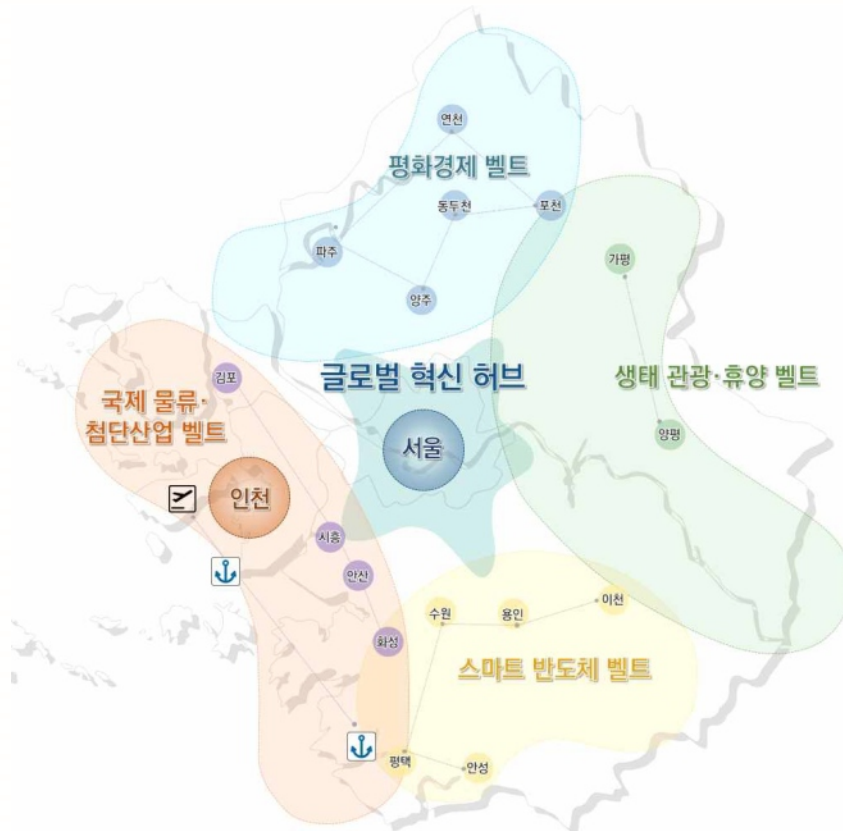 연천
평화경제 벨트
동두천
포천
파주
가평
양주
김포
글로벌 혁신 허브
생태 관광·휴양 벨트
국제 물류·
첨단산업 벨트
서울
양평
인천
시흥
안산
수원
용인
이천
화성
스마트 반도체 벨트
평택
안성